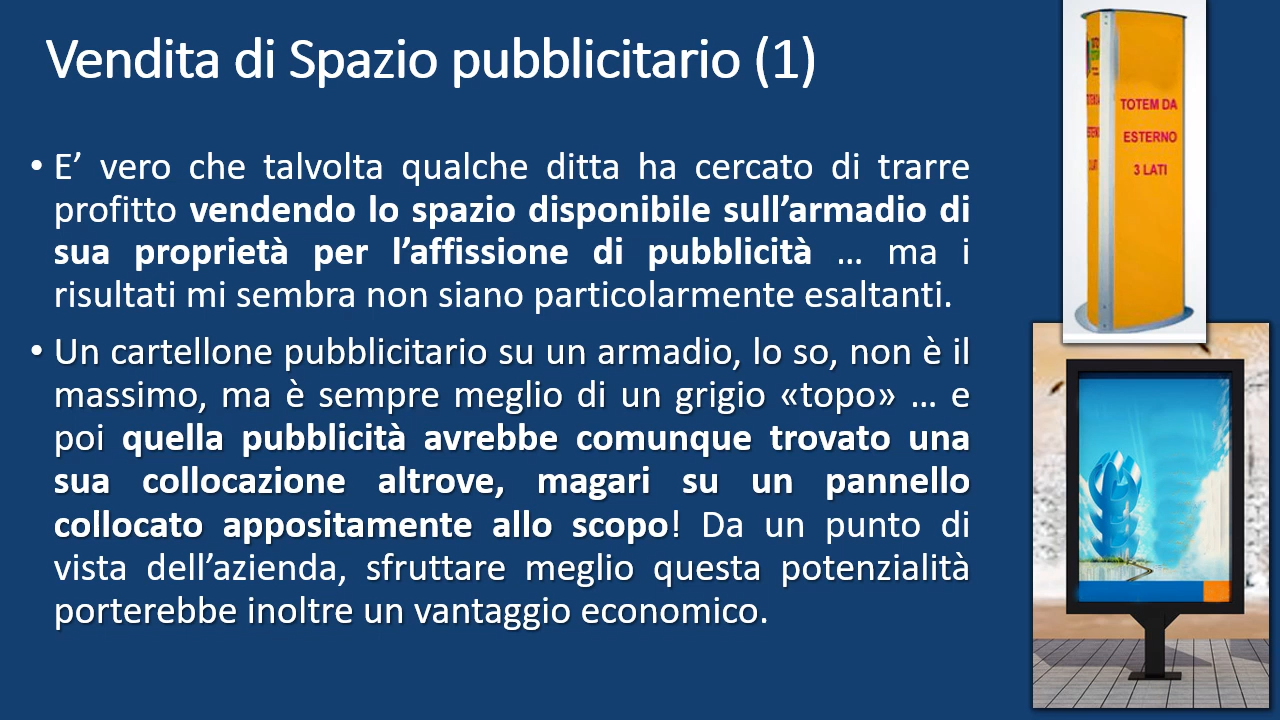 Vendita di Spazio pubblicitario (1)
• E’ vero che talvolta qualche ditta ha cercato di trarre
profitto vendendo lo spazio disponibile sull’armadio di
sua proprietà per l’affissione di pubblicità … ma i
risultati mi sembra non siano particolarmente esaltanti.
• Un cartellone pubblicitario su un armadio, lo so, non è il
massimo, ma è sempre meglio di un grigio «topo» … e
poi quella pubblicità avrebbe comunque trovato una
sua collocazione altrove, magari su un pannello
collocato appositamente allo scopo! Da un punto di
vista dell’azienda, sfruttare meglio questa potenzialità
porterebbe inoltre un vantaggio economico.
TOTEM DA
ESTERNO
3 LATI